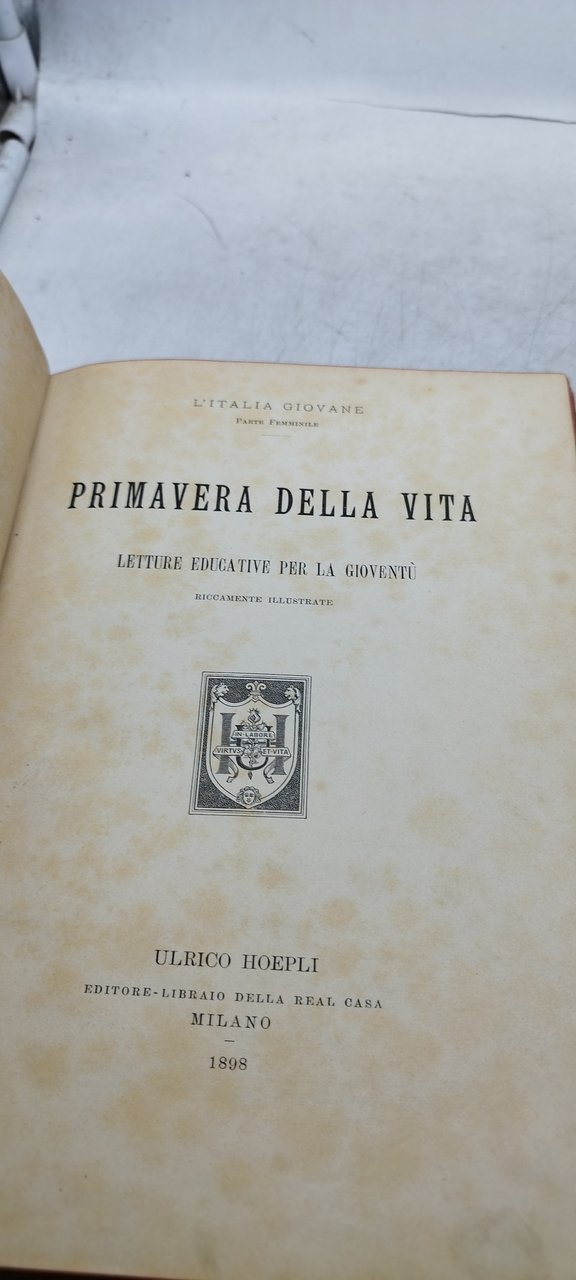 L'ITALIA GIOVANE
PARTE FEMMINILE
PRIMAVERA DELLA VITA
LETTURE EDUCATIVE PER LA GIOVENTÙ
RICCAMENTE ILLUSTRATE
IN·LABORE
VIRTVS ET·VITA
ULRICO HOEPLI
EDITORE-LIBRAIO DELLA REAL CASA
MILANO
1898